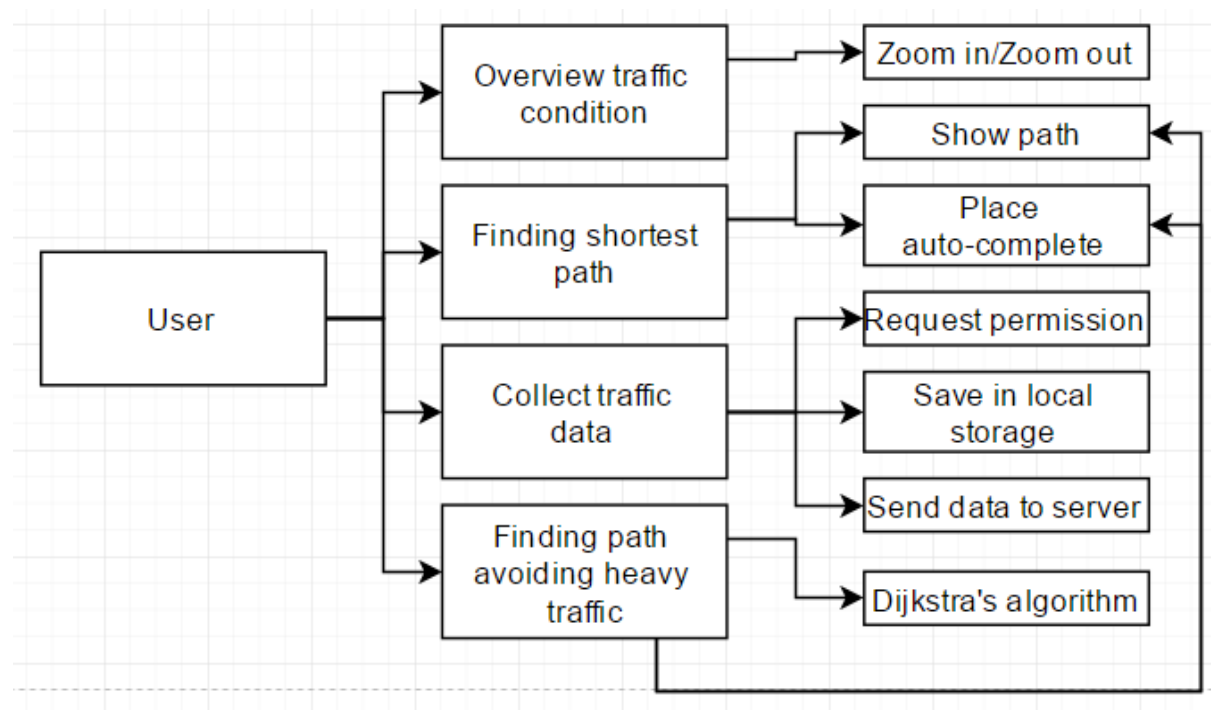 User
Overview traffic
condition
Finding shortest
path
Collect traffic
data
Finding path
avoiding heavy
traffic
Zoom in/Zoom out
Show path
Place
auto-complete
Request permission
Save in local
storage
Send data to server
Dijkstra's algorithm